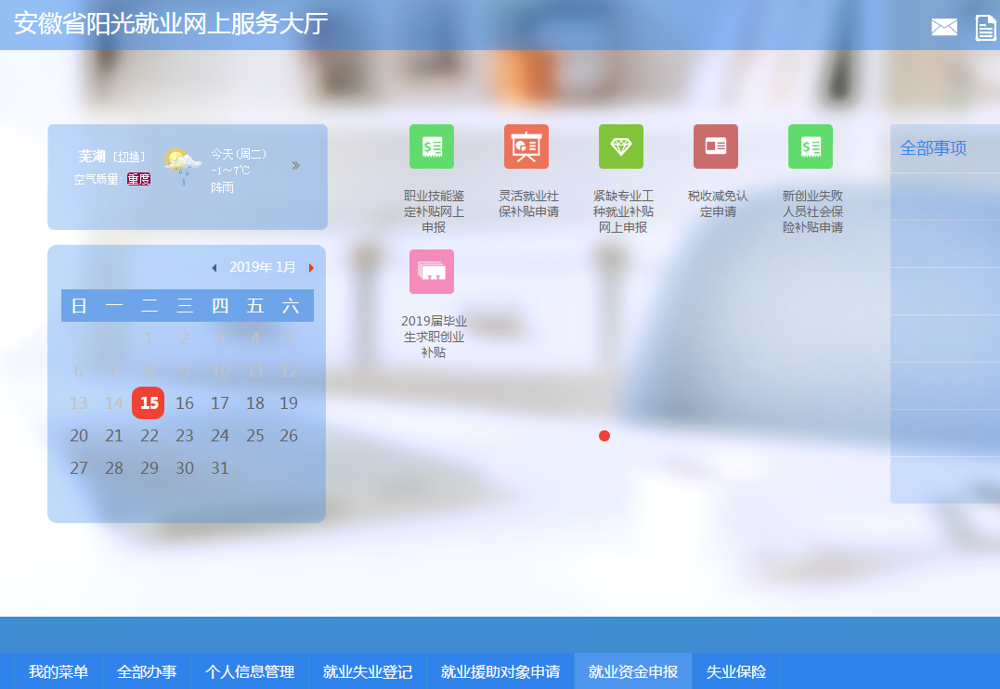 安徽省阳光就业网上服务大厅
芜湖 [切换]
空气质量: 重度
今天(周二)
-1～7℃
阵雨
»
2019年 1月
日 一 二 三 四 五 六
1 2 3 4 5
6 7 8 9 10 11 12
13 14 15 16 17 18 19
20 21 22 23 24 25 26
27 28 29 30 31
职业技能鉴
定补贴网上
申报
灵活就业社
保补贴申请
紧缺专业工
种就业补贴
网上申报
税收减免认
定申请
新创业失败
人员社会保
险补贴申请
2019届毕业
生求职创业
补贴
全部事项
我的菜单 全部办事 个人信息管理 就业失业登记 就业援助对象申请 就业资金申报 失业保险